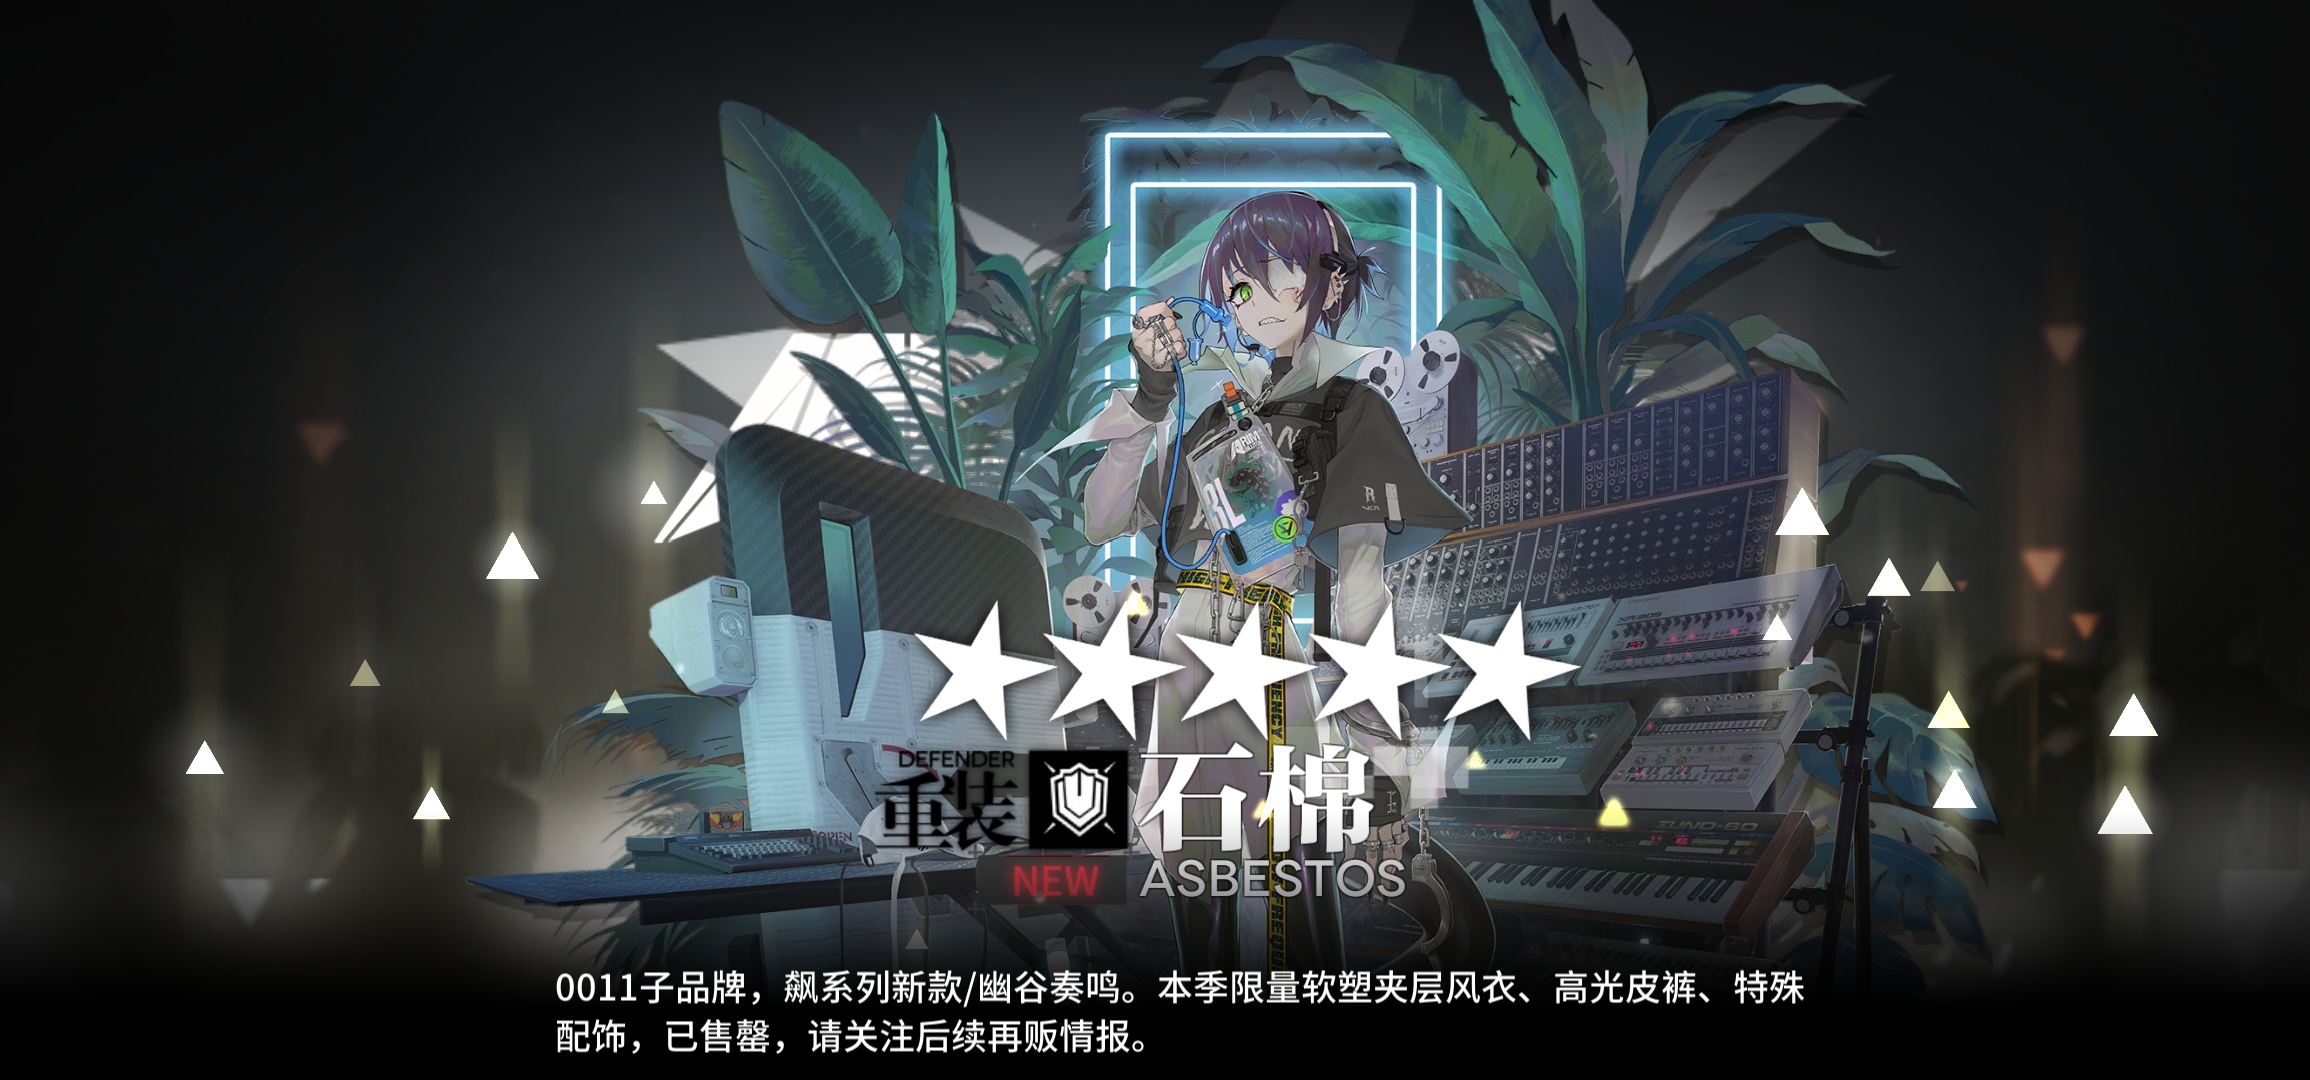 DEFENDER
重装
石棉
NEW
ASBESTOS
ZUNO-60
0011子品牌，飙系列新款/幽谷奏鸣。本季限量软塑夹层风衣、高光皮裤、特殊
配饰，已售罄，请关注后续再贩情报。